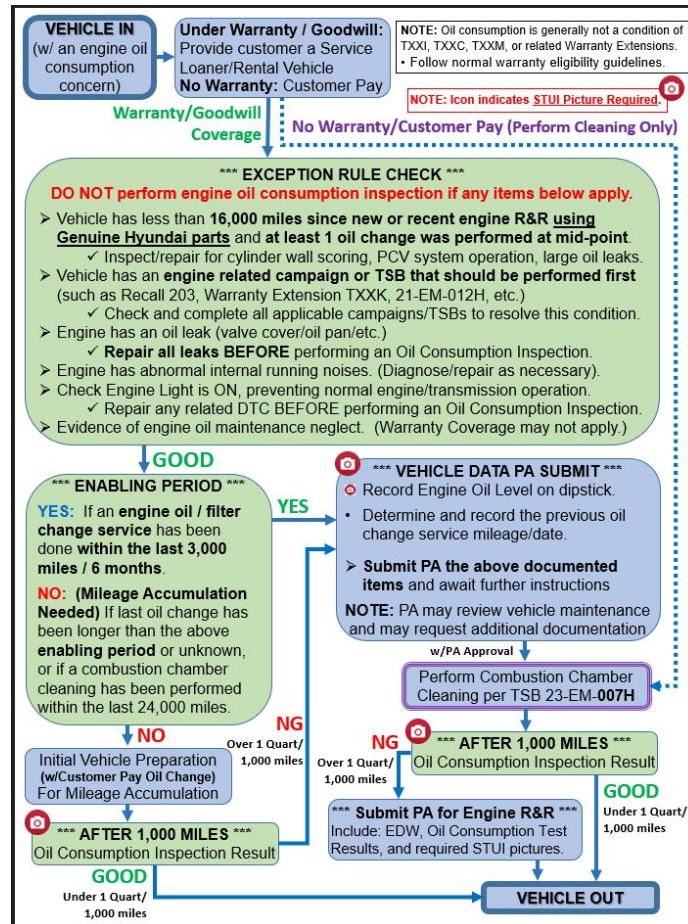 VEHICLE IN
(w/ an engine oil
consumption
concern)
Under Warranty / Goodwill:
Provide customer a Service
Loaner/Rental Vehicle
No Warranty: Customer Pay
NOTE: Oil consumption is generally not a condition of
TXXI, TXXC, TXXM, or related Warranty Extensions.
• Follow normal warranty eligibility guidelines.
NOTE: Icon indicates STUI Picture Required.
Warranty/Goodwill
Coverage
No Warranty/Customer Pay (Perform Cleaning Only)
*** EXCEPTION RULE CHECK ***
DO NOT perform engine oil consumption inspection if any items below apply.
➢ Vehicle has less than 16,000 miles since new or recent engine R&R using
Genuine Hyundai parts and at least 1 oil change was performed at mid-point.
✓ Inspect/repair for cylinder wall scoring, PCV system operation, large oil leaks.
➢ Vehicle has an engine related campaign or TSB that should be performed first
(such as Recall 203, Warranty Extension TXXK, 21-EM-012H, etc.)
✓ Check and complete all applicable campaigns/TSBs to resolve this condition.
➢ Engine has an oil leak (valve cover/oil pan/etc.)
✓ Repair all leaks BEFORE performing an Oil Consumption Inspection.
➢ Engine has abnormal internal running noises. (Diagnose/repair as necessary).
➢ Check Engine Light is ON, preventing normal engine/transmission operation.
✓ Repair any related DTC BEFORE performing an Oil Consumption Inspection.
➢ Evidence of engine oil maintenance neglect. (Warranty Coverage may not apply.)
GOOD
*** ENABLING PERIOD ***
YES: If an engine oil / filter
change service has been
done within the last 3,000
miles / 6 months.
NO: (Mileage Accumulation
Needed) If last oil change has
been longer than the above
enabling period or unknown,
or if a combustion chamber
cleaning has been performed
within the last 24,000 miles.
YES
*** VEHICLE DATA PA SUBMIT ***
Record Engine Oil Level on dipstick.
• Determine and record the previous oil
change service mileage/date.
➢ Submit PA the above documented
items and await further instructions
NOTE: PA may review vehicle maintenance
and may request additional documentation
w/PA Approval
Perform Combustion Chamber
Cleaning per TSB 23-EM-007H
NO
NG
Over 1 Quart/
1,000 miles
Initial Vehicle Preparation
(w/Customer Pay Oil Change)
For Mileage Accumulation
*** AFTER 1,000 MILES ***
Oil Consumption Inspection Result
GOOD
Under 1 Quart/
1,000 miles
*** AFTER 1,000 MILES ***
Oil Consumption Inspection Result
NG
Over 1 Quart/
1,000 miles
GOOD
Under 1 Quart/
1,000 miles
*** Submit PA for Engine R&R ***
Include: EDW, Oil Consumption Test
Results, and required STUI pictures.
VEHICLE OUT